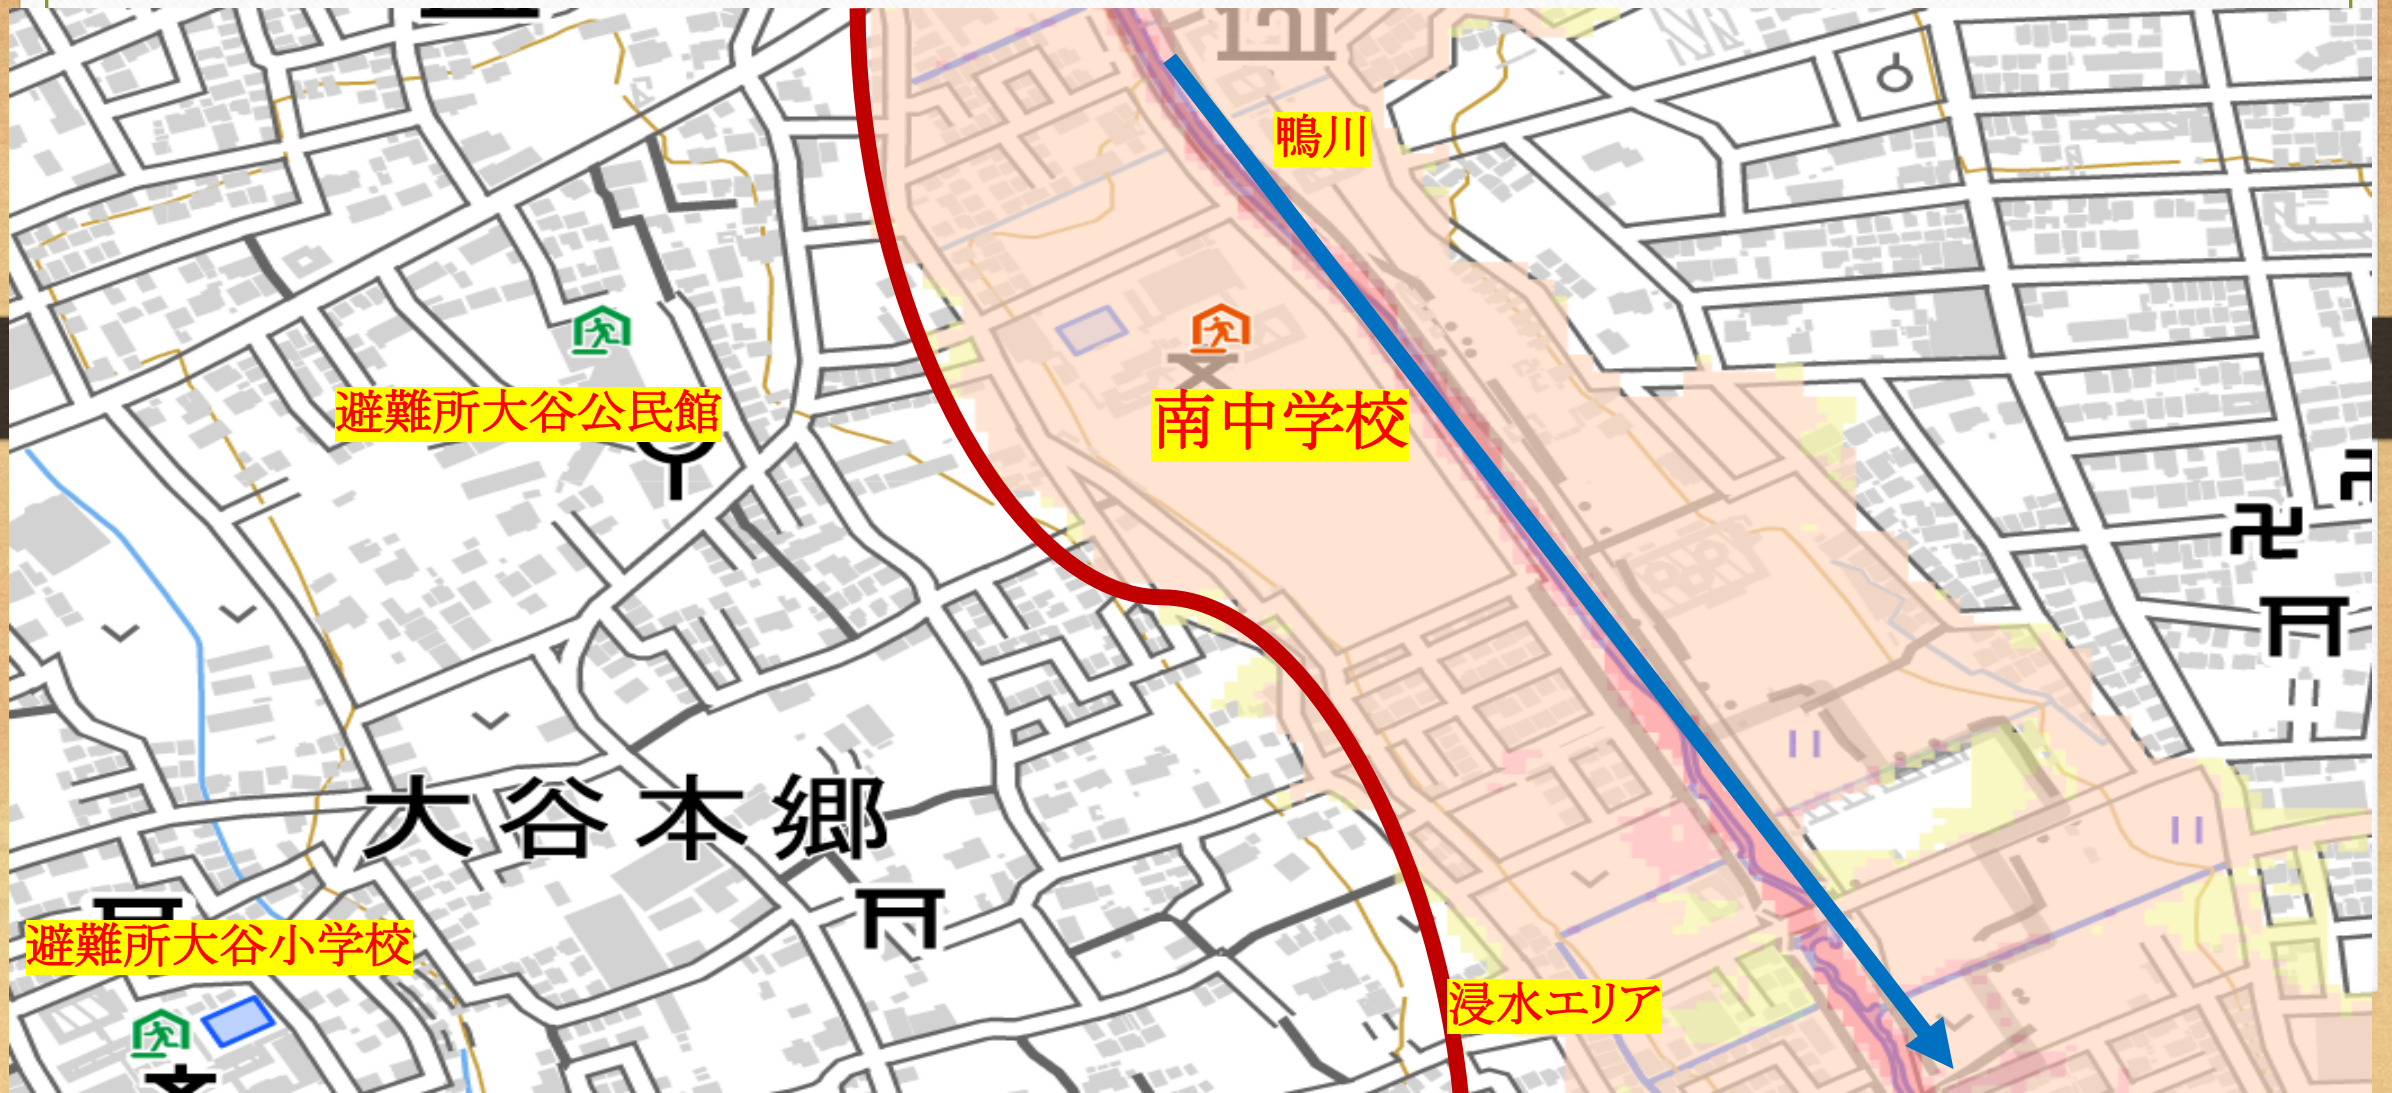 鴨川
避難所大谷公民館
南中学校
大谷本郷
避難所大谷小学校
浸水エリア